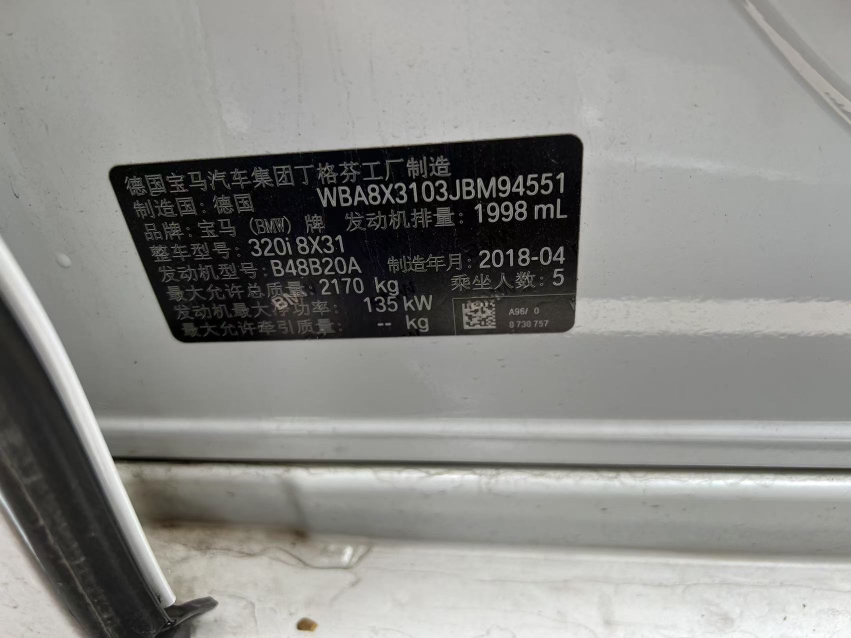 德国宝马汽车集团丁格芬工厂制造
制造国：德国 WBA8X3103JBM94551
品牌：宝马 (BMW) 牌 发动机排量：1998 mL
整车型号：320i 8X31
发动机型号：B48B20A 制造年月：2018-04
最大允许总质量：2170 kg 乘坐人数：5
发动机最大净功率：135 kW
最大允许牵引质量： -- kg
A96/ 0
8 738 757